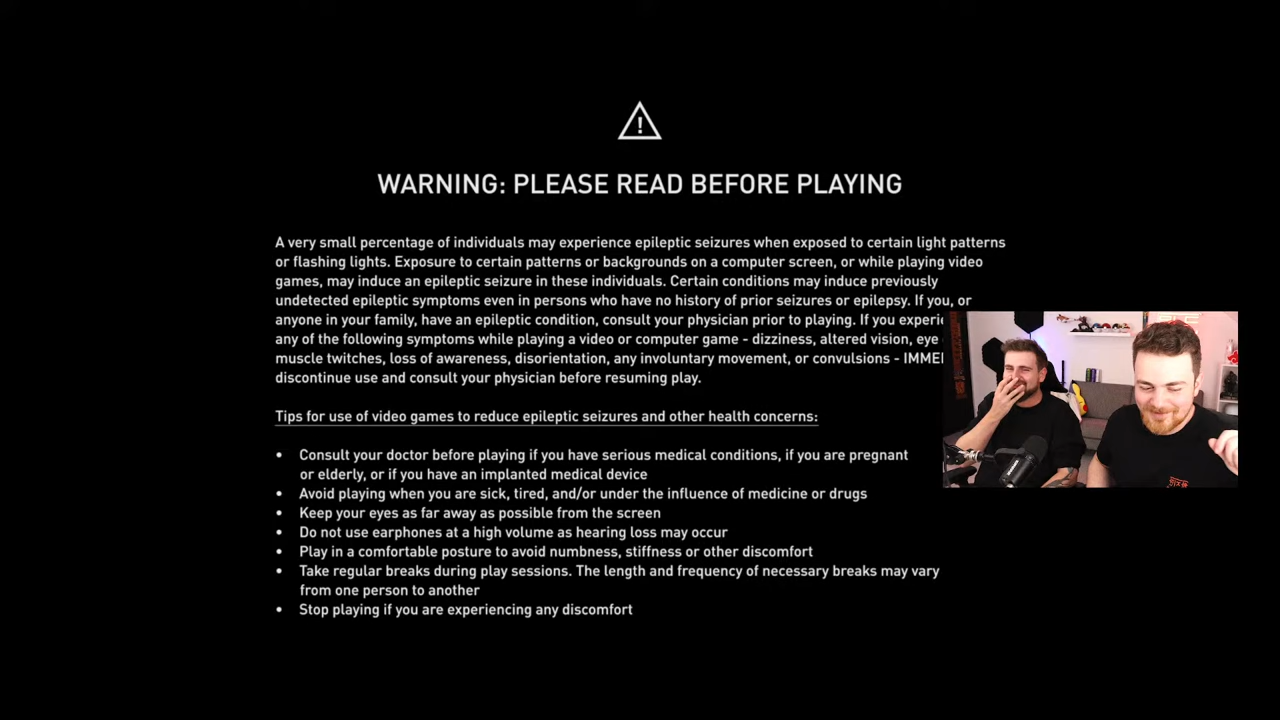 WARNING: PLEASE READ BEFORE PLAYING
A very small percentage of individuals may experience epileptic seizures when exposed to certain light patterns
or flashing lights. Exposure to certain patterns or backgrounds on a computer screen, or while playing video
games, may induce an epileptic seizure in these individuals. Certain conditions may induce previously
undetected epileptic symptoms even in persons who have no history of prior seizures or epilepsy. If you, or
anyone in your family, have an epileptic condition, consult your physician prior to playing. If you
any of the following symptoms while playing a video or computer game - dizziness, altered vision, eye
muscle twitches, loss of awareness, disorientation, any involuntary movement, or convulsions -
discontinue use and consult your physician before resuming play.
Tips for use of video games to reduce epileptic seizures and other health concerns:
• Consult your doctor before playing if you have serious medical conditions, if you are pregnant
or elderly, or if you have an implanted medical device
• Avoid playing when you are sick, tired, and/or under the influence of medicine or drugs
• Keep your eyes as far away as possible from the screen
• Do not use earphones at a high volume as hearing loss may occur
• Play in a comfortable posture to avoid numbness, stiffness or other discomfort
• Take regular breaks during play sessions. The length and frequency of necessary breaks may vary
from one person to another
• Stop playing if you are experiencing any discomfort